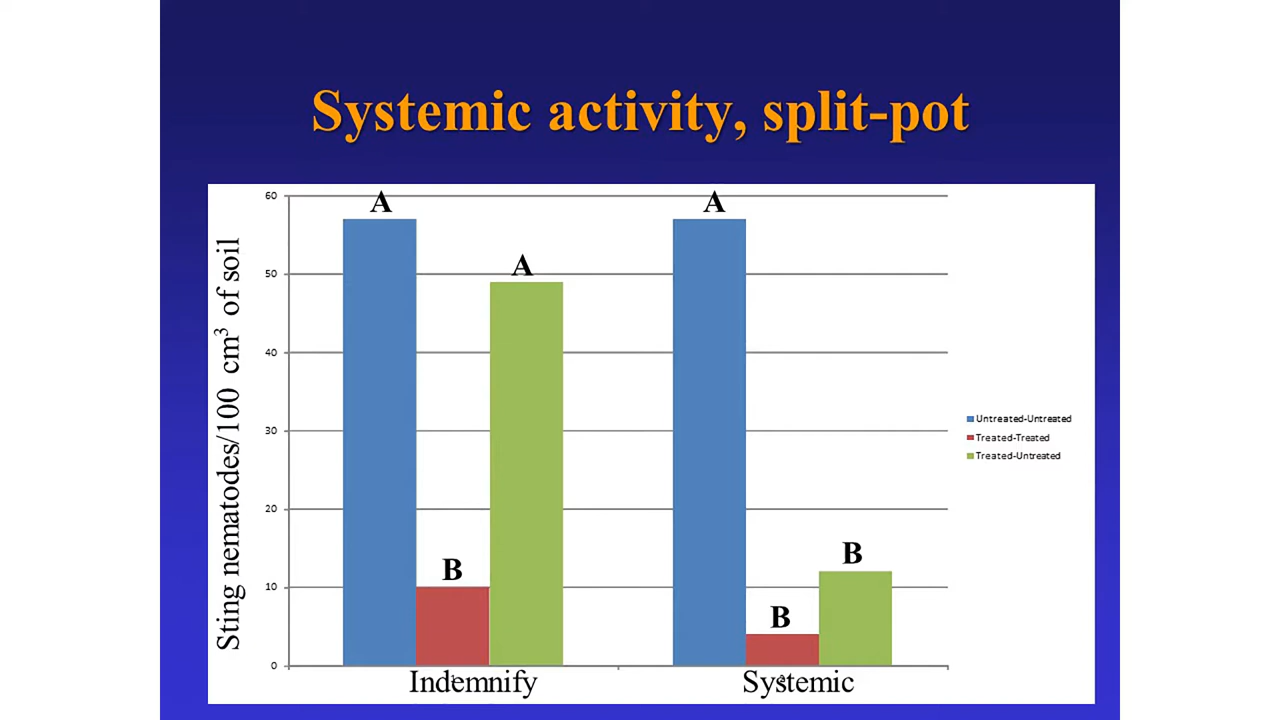 Systemic activity, split-pot
Sting nematodes/100 cm³ of soil
60
50
40
30
20
10
0
A
B
A
A
B
B
Indemnify
Systemic
Untreated-Untreated
Treated-Treated
Treated-Untreated